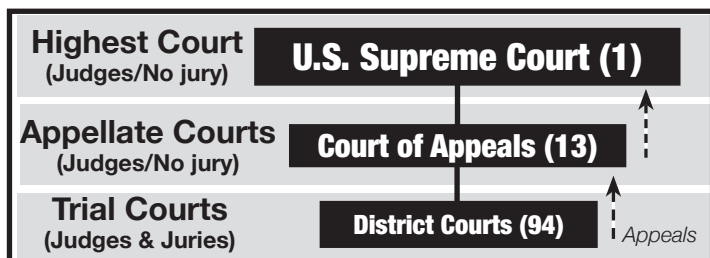 Highest Court
(Judges/No jury)
U.S. Supreme Court (1)
Appellate Courts
(Judges/No jury)
Court of Appeals (13)
Trial Courts
(Judges & Juries)
District Courts (94)
Appeals